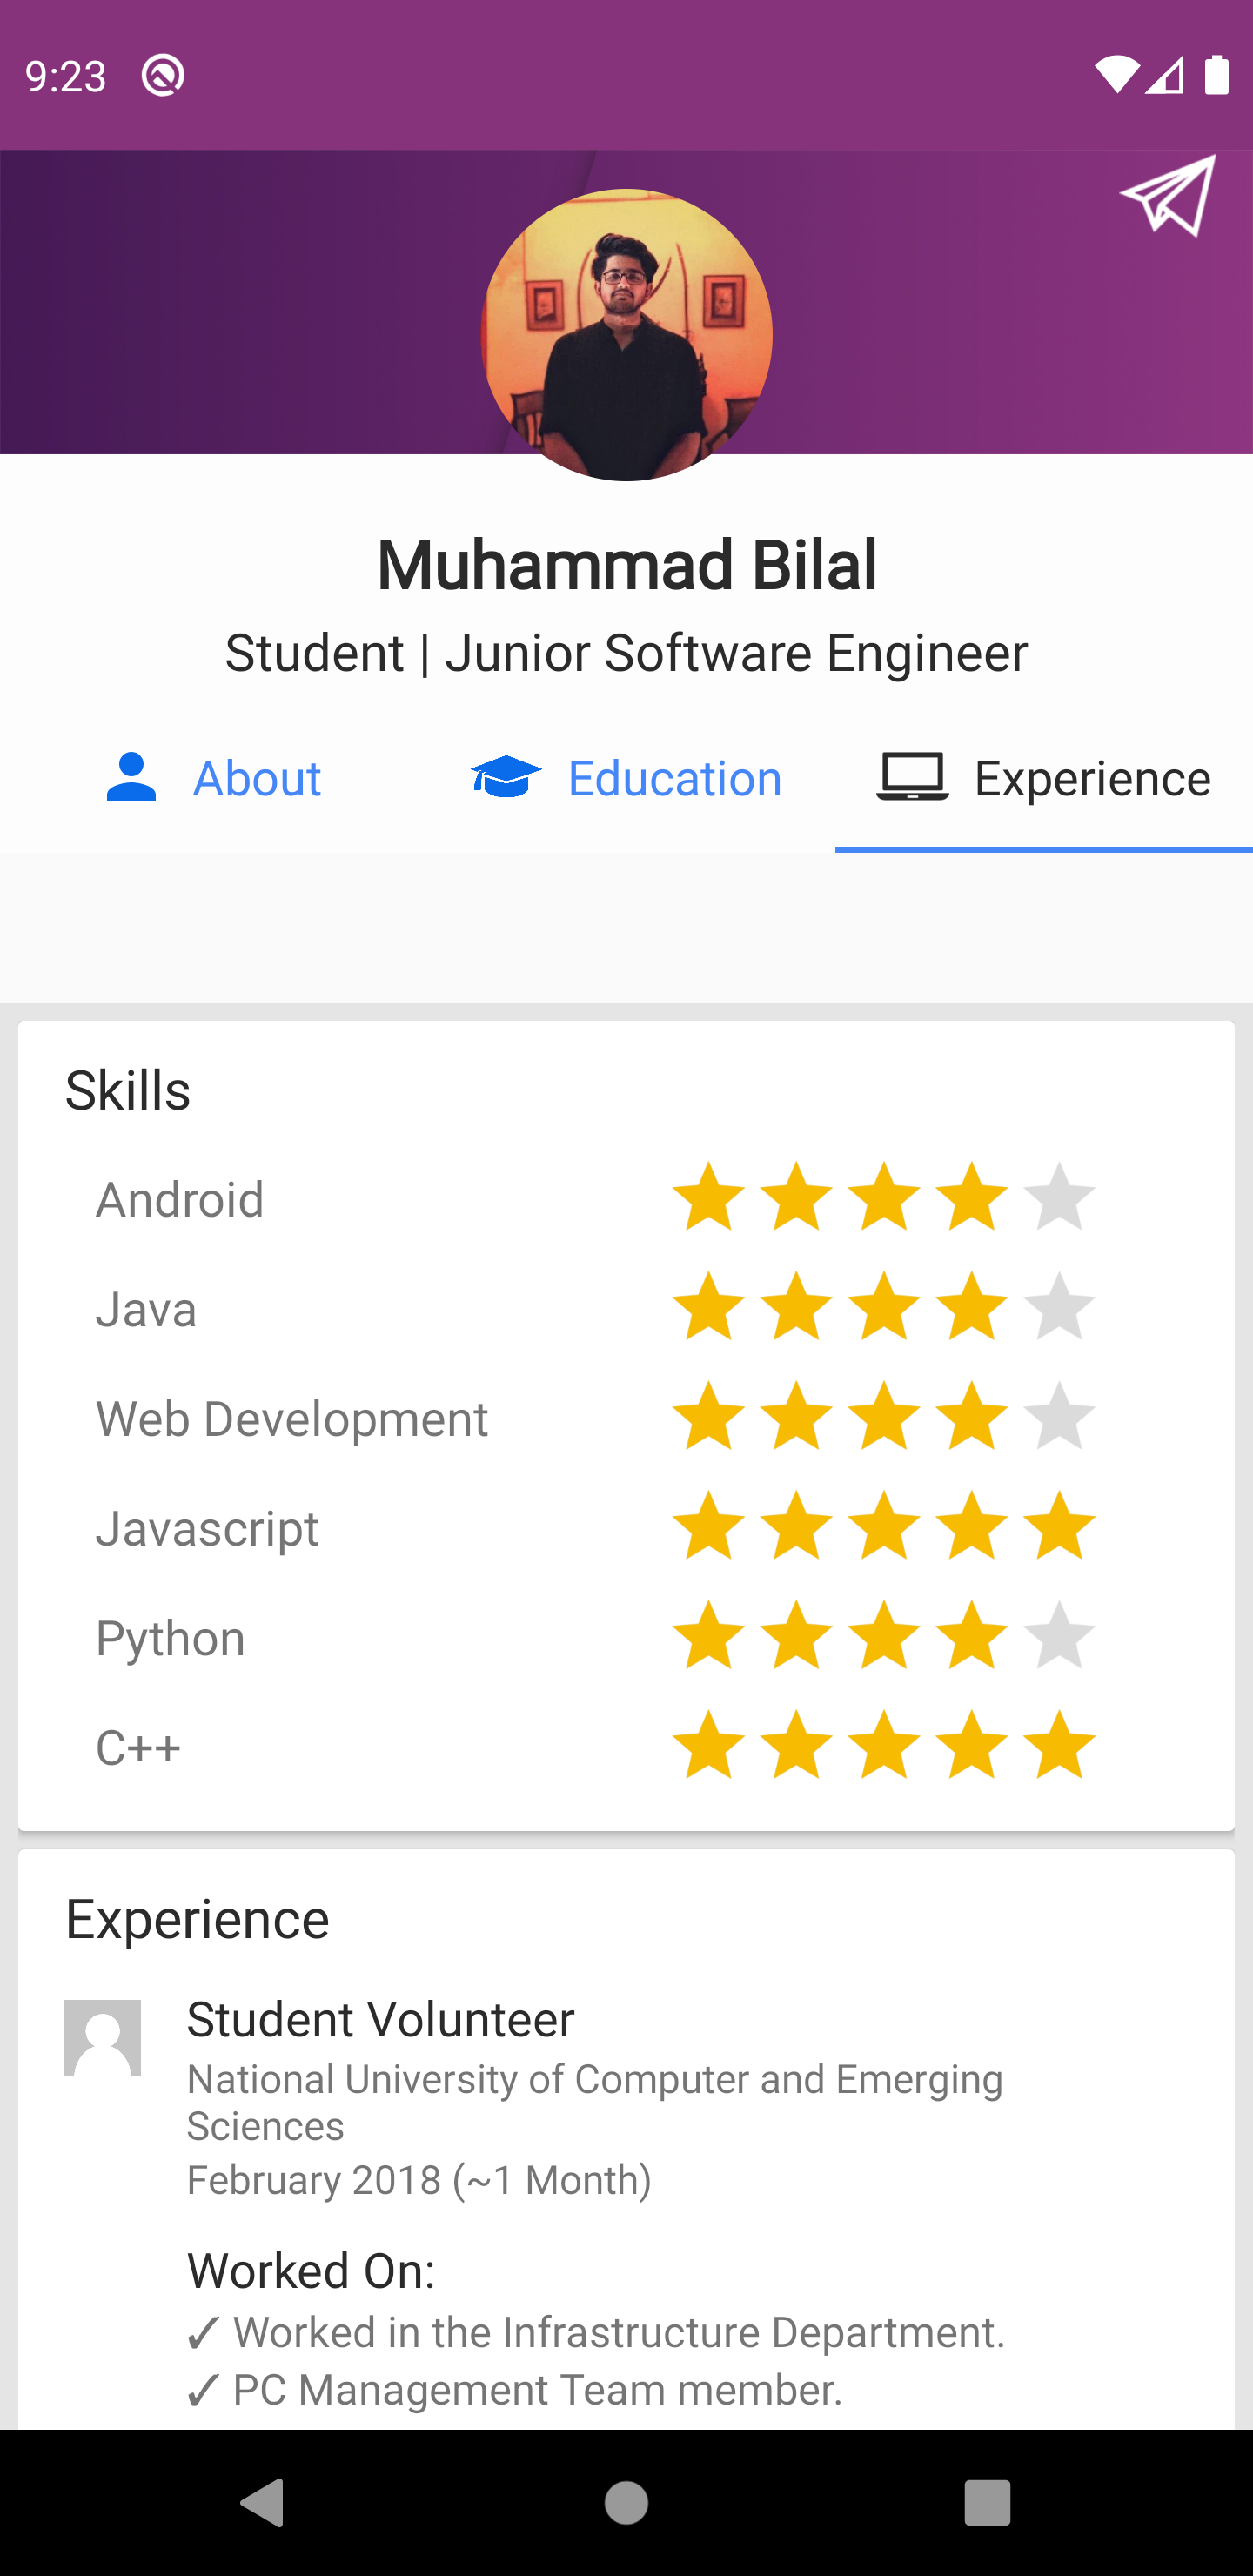 9:23
Muhammad Bilal
Student | Junior Software Engineer
About
Education
Experience
Skills
Android
Java
Web Development
Javascript
Python
C++
Experience
Student Volunteer
National University of Computer and Emerging
Sciences
February 2018 (~1 Month)
Worked On:
✓ Worked in the Infrastructure Department.
✓ PC Management Team member.